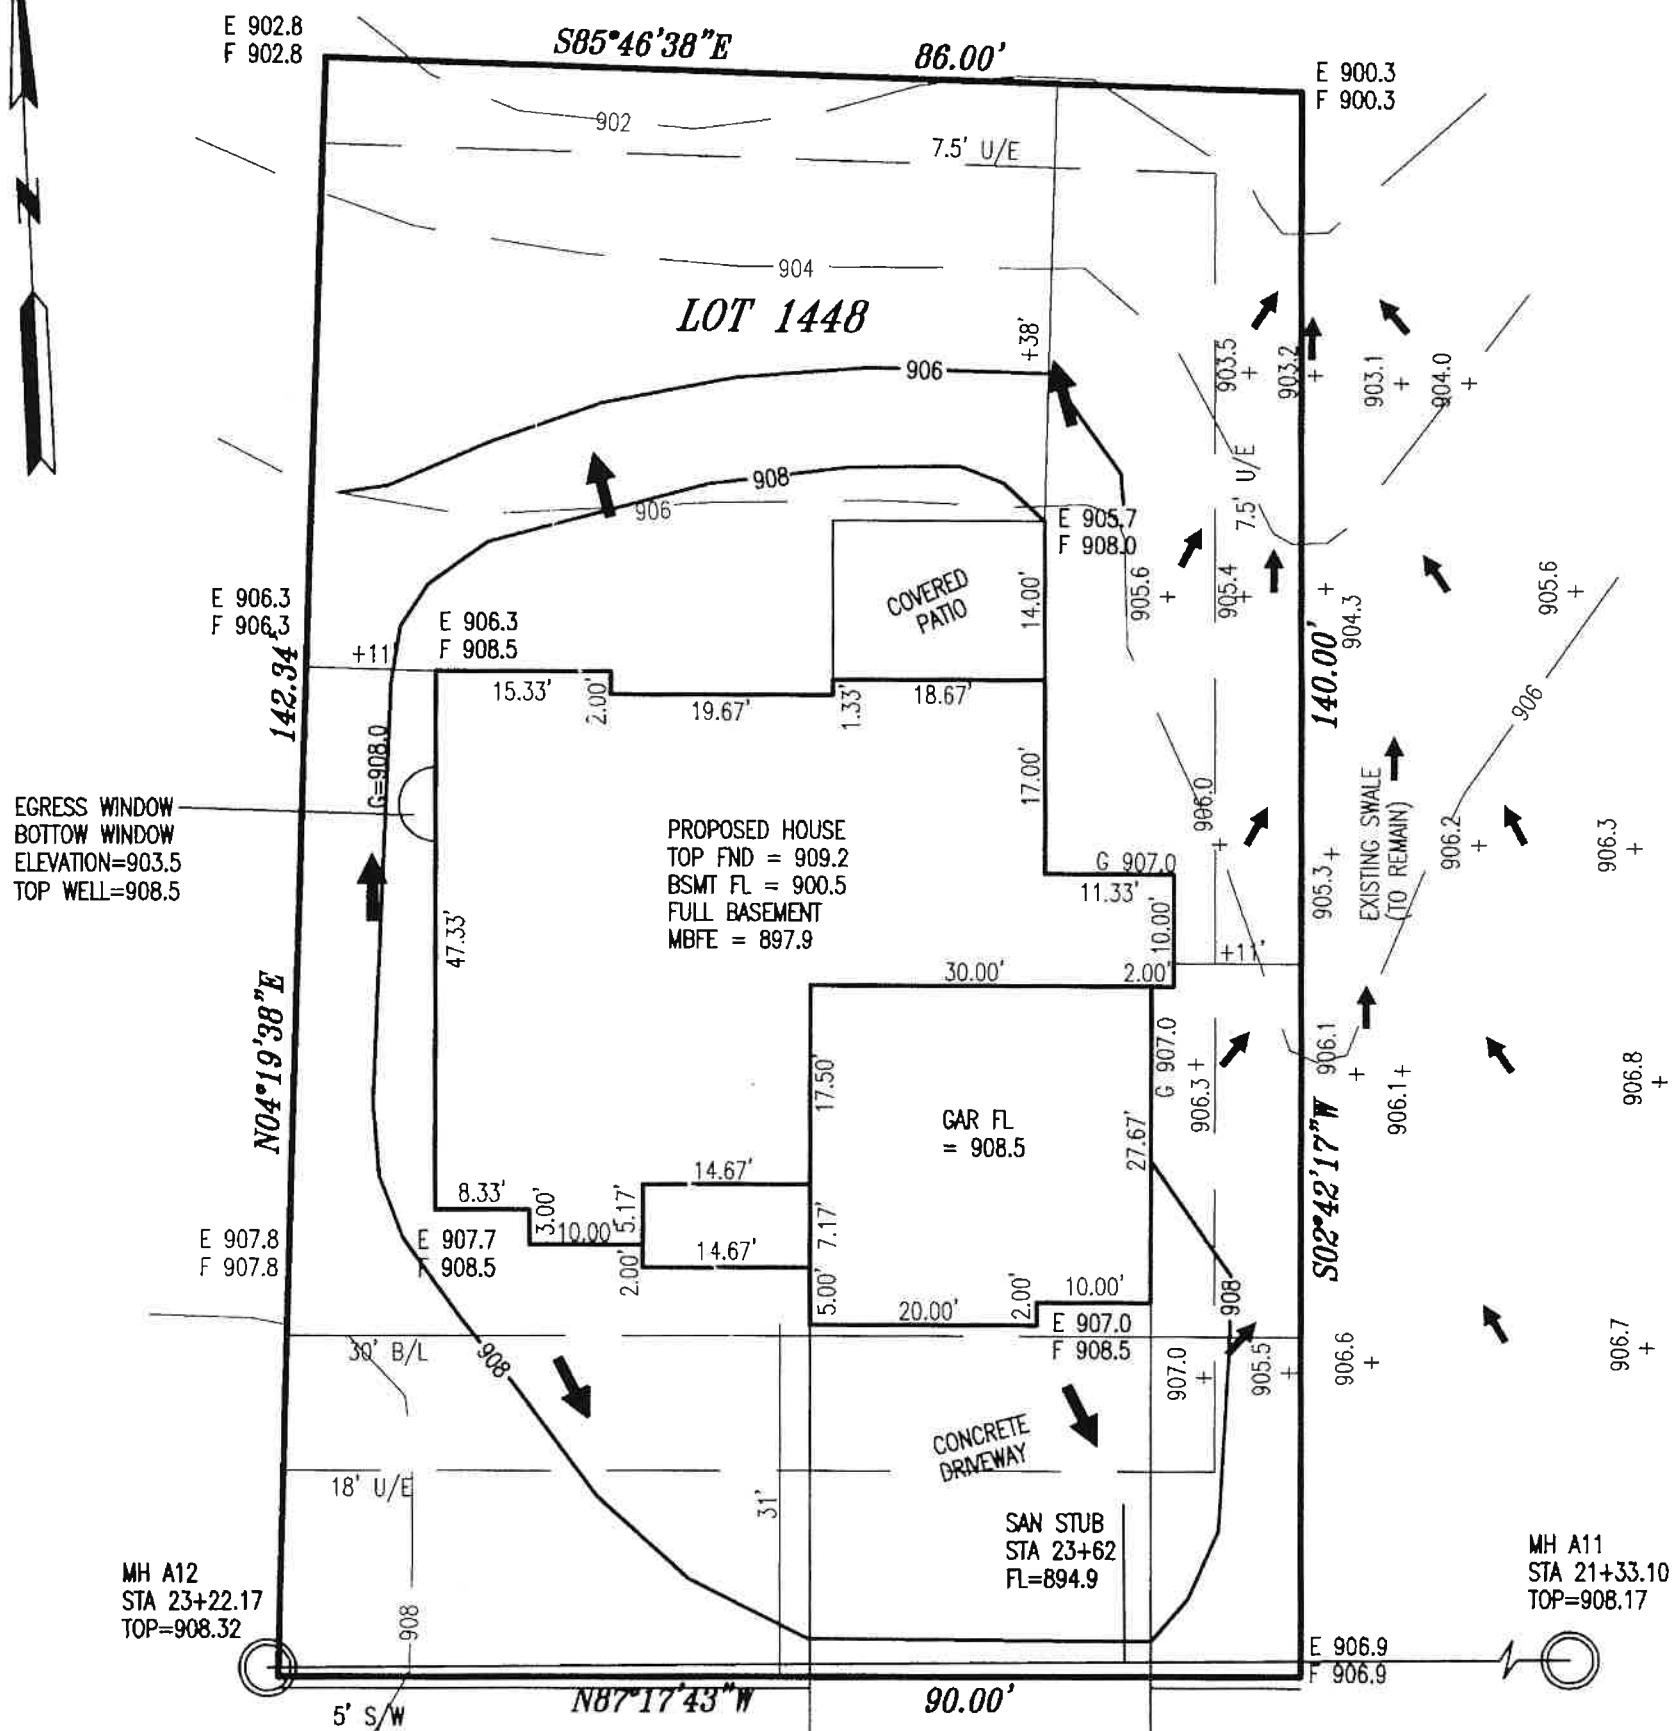 E 902.8
F 902.8
S85°46'38"E
86.00'
E 900.3
F 900.3
902
7.5' U/E
N
904
LOT 1448
+38'
906
903.5
903.2
903.1
904.0
908
906
7.5' U/E
E 905.7
F 908.0
COVERED
PATIO
14.00'
905.6
905.4
904.3
905.6
E 906.3
F 906.3
E 906.3
F 908.5
+11'
142.34'
15.33'
2.00'
19.67'
1.33'
18.67'
140.00'
906
G=908.0
17.00'
EGRESS WINDOW
BOTTOW WINDOW
ELEVATION=903.5
TOP WELL=908.5
PROPOSED HOUSE
TOP FND = 909.2
BSMT FL = 900.5
FULL BASEMENT
MBFE = 897.9
906.0
G 907.0
11.33'
905.3
EXISTING SWALE
(TO REMAIN)
906.2
906.3
47.33'
10.00'
+11'
30.00'
2.00'
N04°19'38"E
17.50'
G 907.0
906.3
906.1
906.1
906.8
GAR FL
= 908.5
27.67'
S02°42'17"W
8.33'
3.00'
10.00'
5.17'
14.67'
7.17'
E 907.8
F 907.8
E 907.7
F 908.5
2.00'
14.67'
5.00'
20.00'
2.00'
10.00'
908
E 907.0
F 908.5
30' B/L
908
907.0
905.5
906.6
906.7
CONCRETE
DRIVEWAY
18' U/E
31'
SAN STUB
STA 23+62
FL=894.9
MH A12
STA 23+22.17
TOP=908.32
MH A11
STA 21+33.10
TOP=908.17
908
E 906.9
F 906.9
5' S/W
N87°17'43"W
90.00'